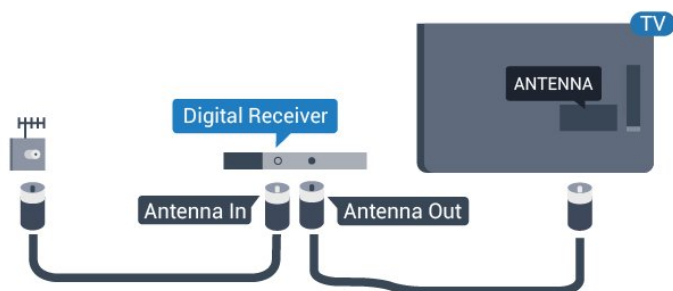 TV
ANTENNA
Digital Receiver
Antenna In
Antenna Out